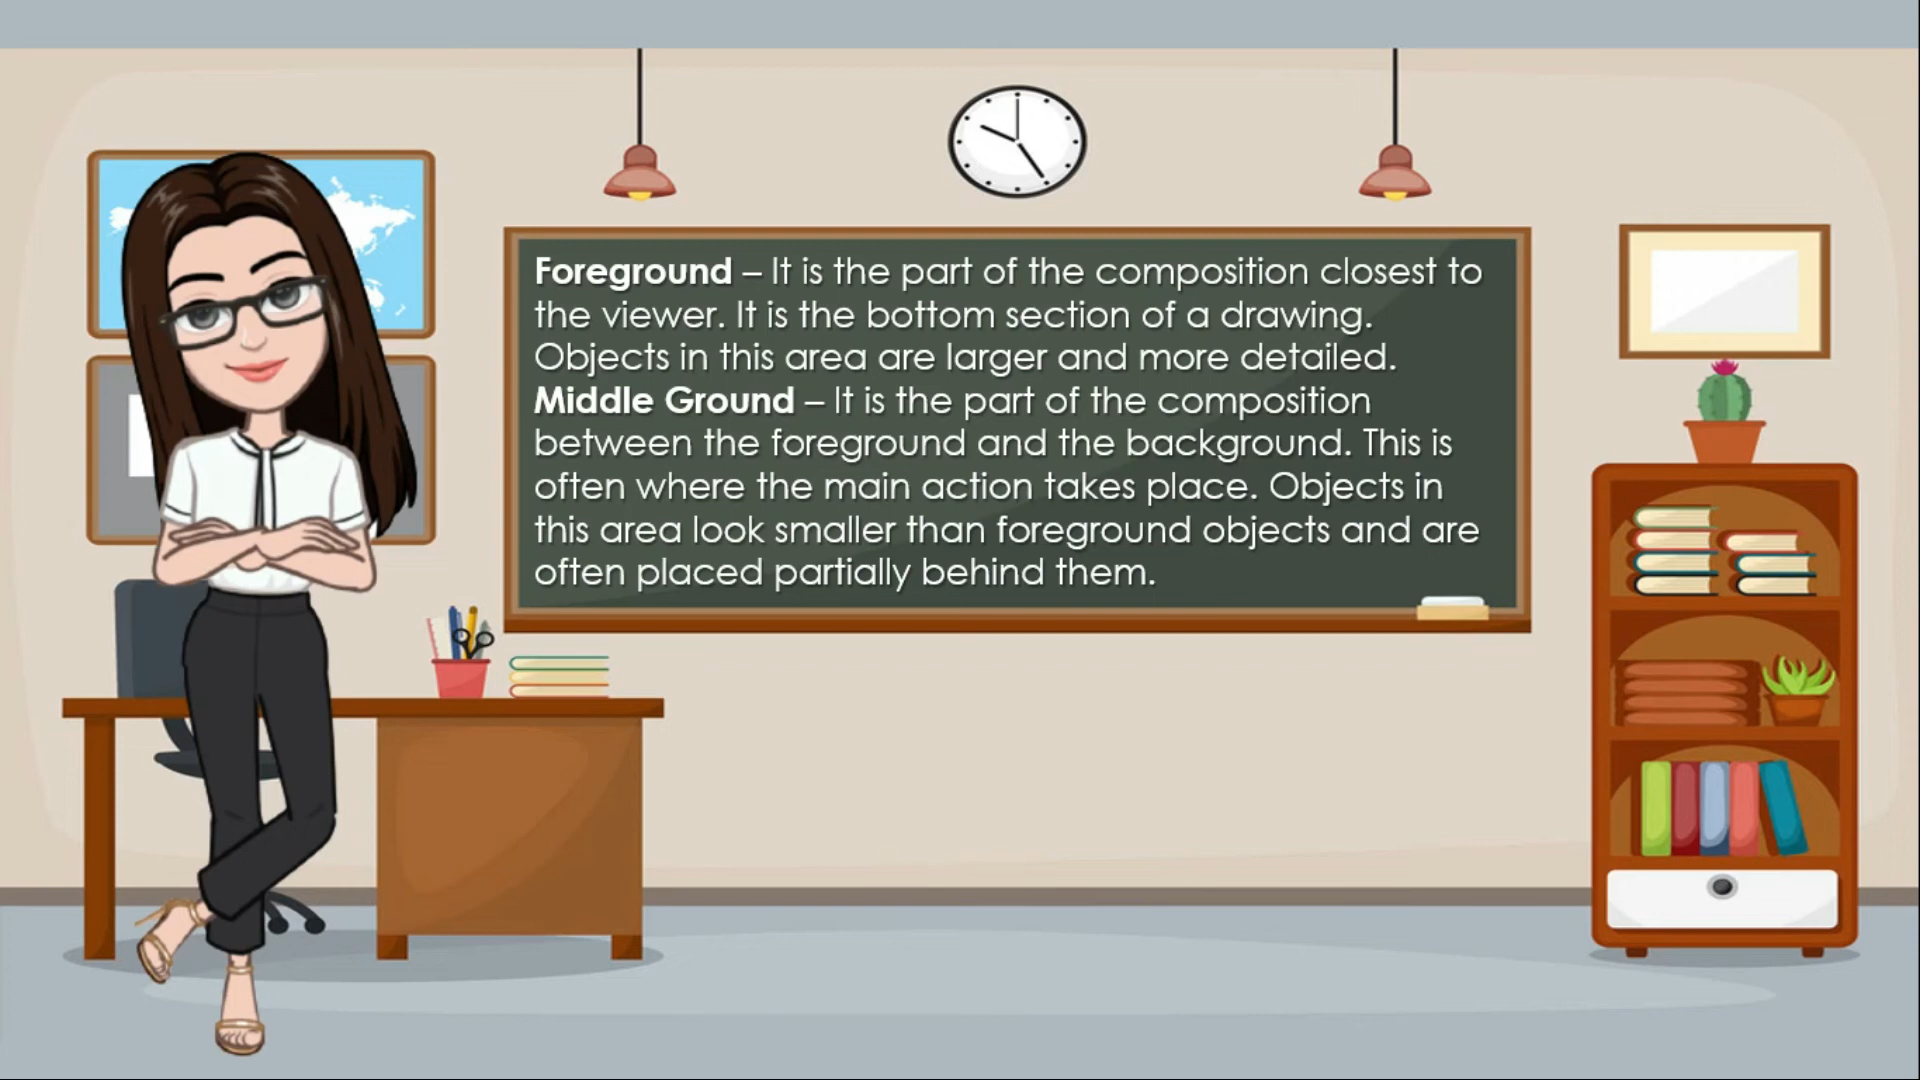 Foreground – It is the part of the composition closest to
the viewer. It is the bottom section of a drawing.
Objects in this area are larger and more detailed.
Middle Ground – It is the part of the composition
between the foreground and the background. This is
often where the main action takes place. Objects in
this area look smaller than foreground objects and are
often placed partially behind them.